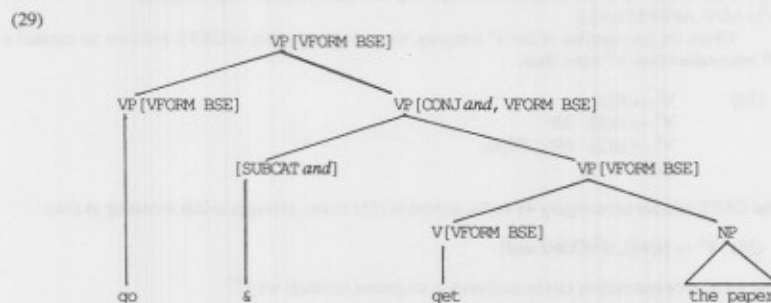 (29)
VP[VFORM BSE]
VP[VFORM BSE] VP[CONJ and, VFORM BSE]
[SUBCAT and] VP[VFORM BSE]
V[VFORM BSE] NP
go & get the paper